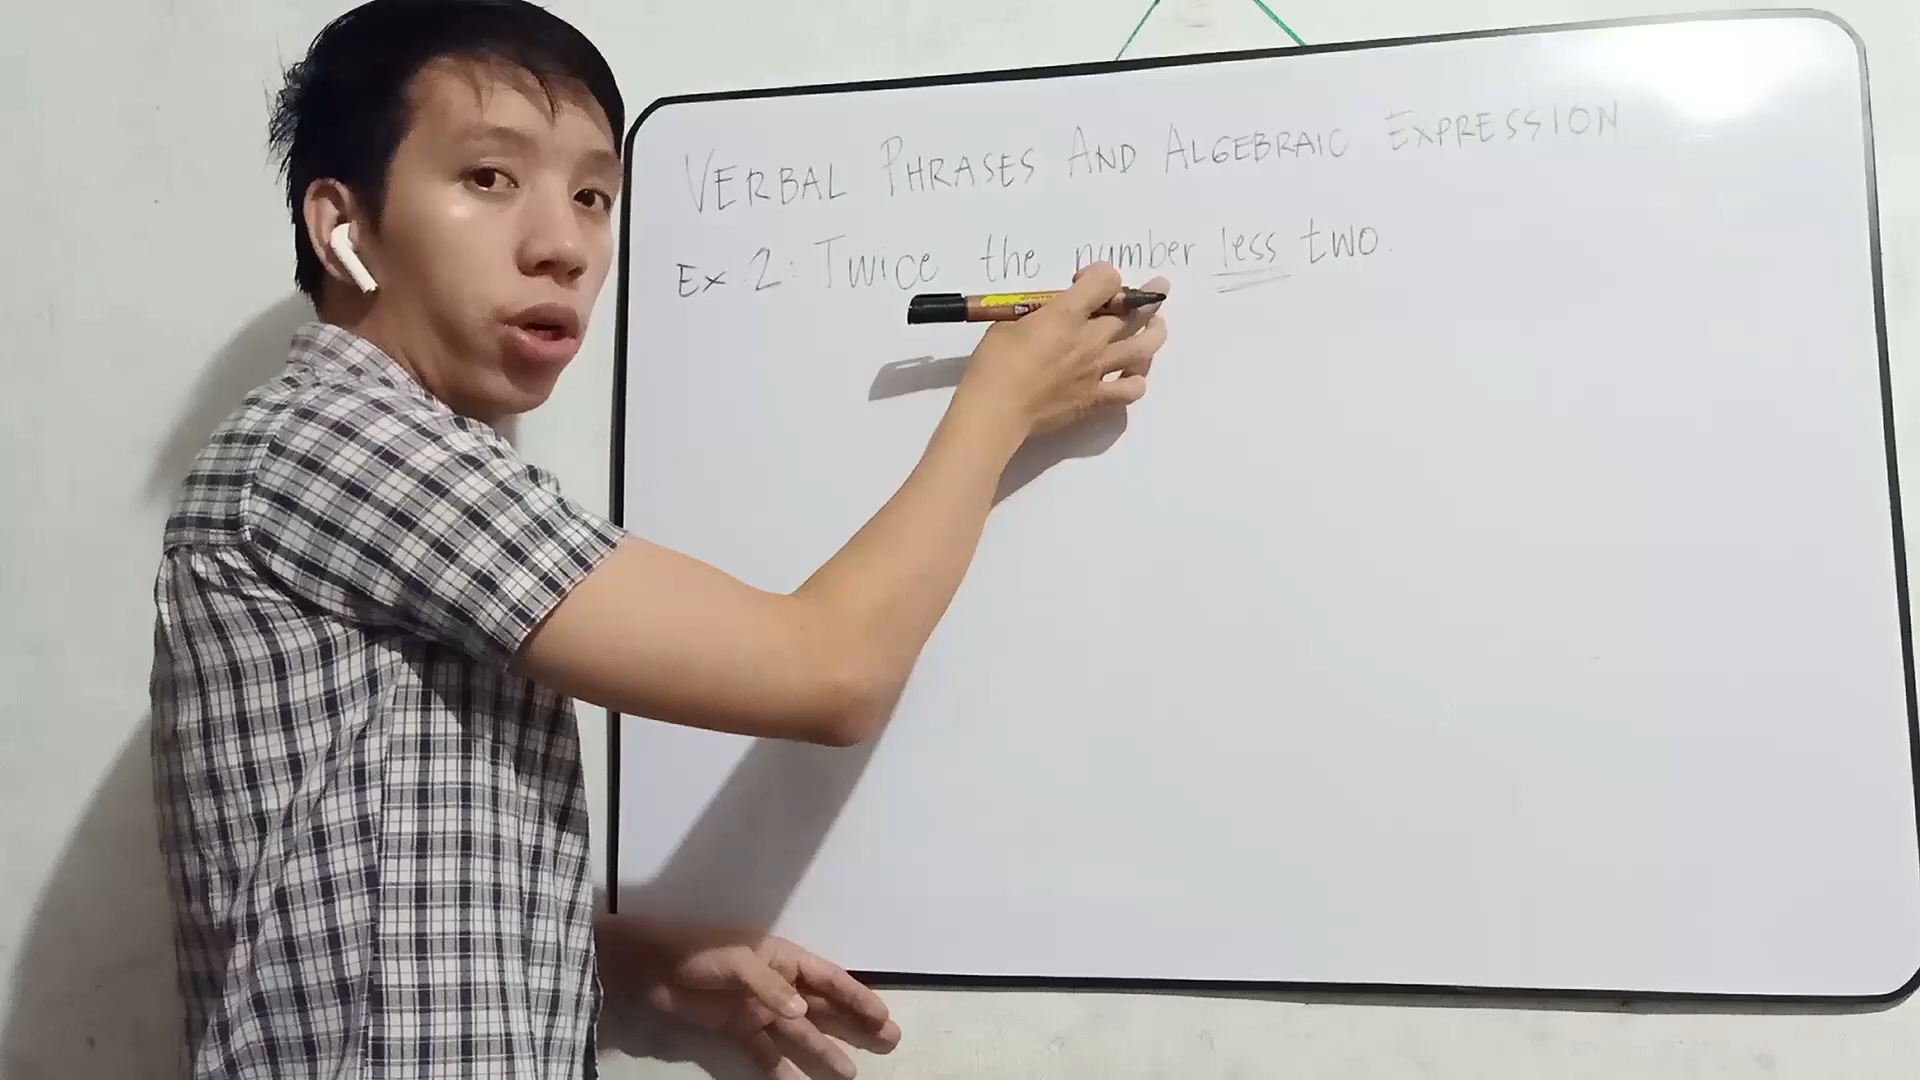 VERBAL PHRASES AND ALGEBRAIC EXPRESSION
Ex 2: Twice the number less two.